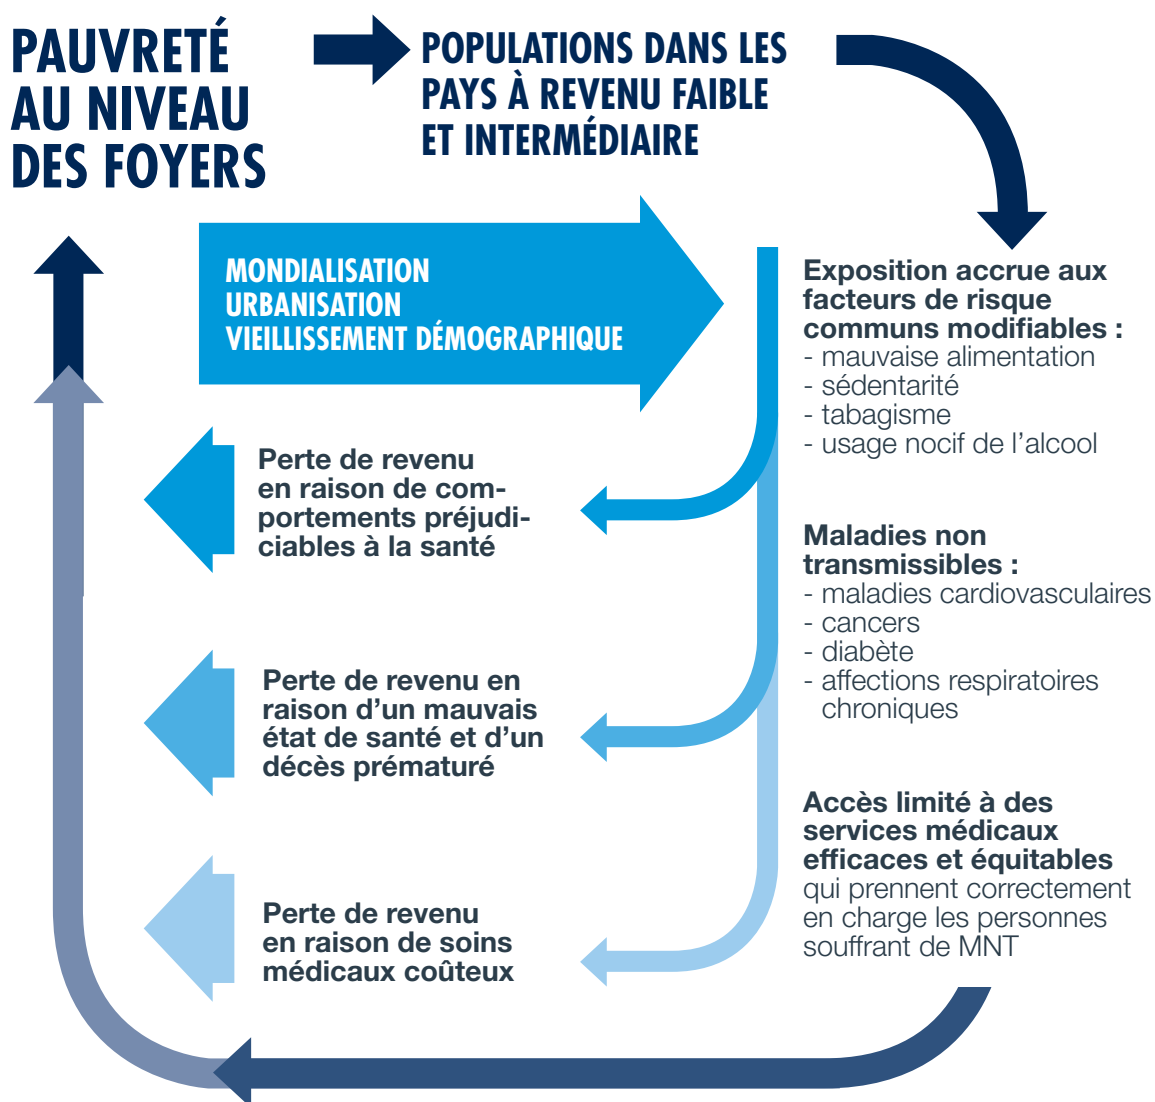 PAUVRETÉ
AU NIVEAU
DES FOYERS
POPULATIONS DANS LES
PAYS À REVENU FAIBLE
ET INTERMÉDIAIRE
MONDIALISATION
URBANISATION
VIEILLISSEMENT DÉMOGRAPHIQUE
Exposition accrue aux
facteurs de risque
communs modifiables :
- mauvaise alimentation
- sédentarité
- tabagisme
- usage nocif de l’alcool
Perte de revenu
en raison de com-
portements préjudi-
ciables à la santé
Maladies non
transmissibles :
- maladies cardiovasculaires
- cancers
- diabète
- affections respiratoires
chroniques
Perte de revenu en
raison d’un mauvais
état de santé et d’un
décès prématuré
Accès limité à des
services médicaux
efficaces et équitables
qui prennent correctement
en charge les personnes
souffrant de MNT
Perte de revenu
en raison de soins
médicaux coûteux